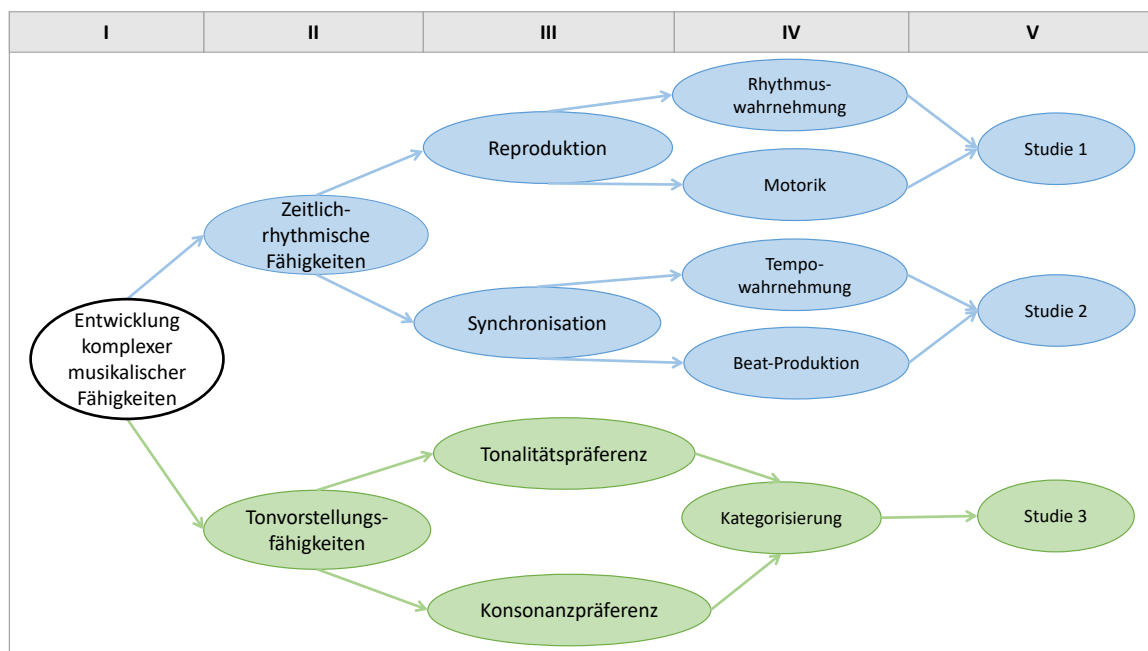 I
II
III
IV
V
Rhythmus-
wahrnehmung
Reproduktion
Studie 1
Motorik
Zeitlich-
rhythmische
Fähigkeiten
Tempo-
wahrnehmung
Synchronisation
Studie 2
Beat-Produktion
Entwicklung
komplexer
musikalischer
Fähigkeiten
Tonalitätspräferenz
Tonvorstellungs-
fähigkeiten
Kategorisierung
Studie 3
Konsonanzpräferenz